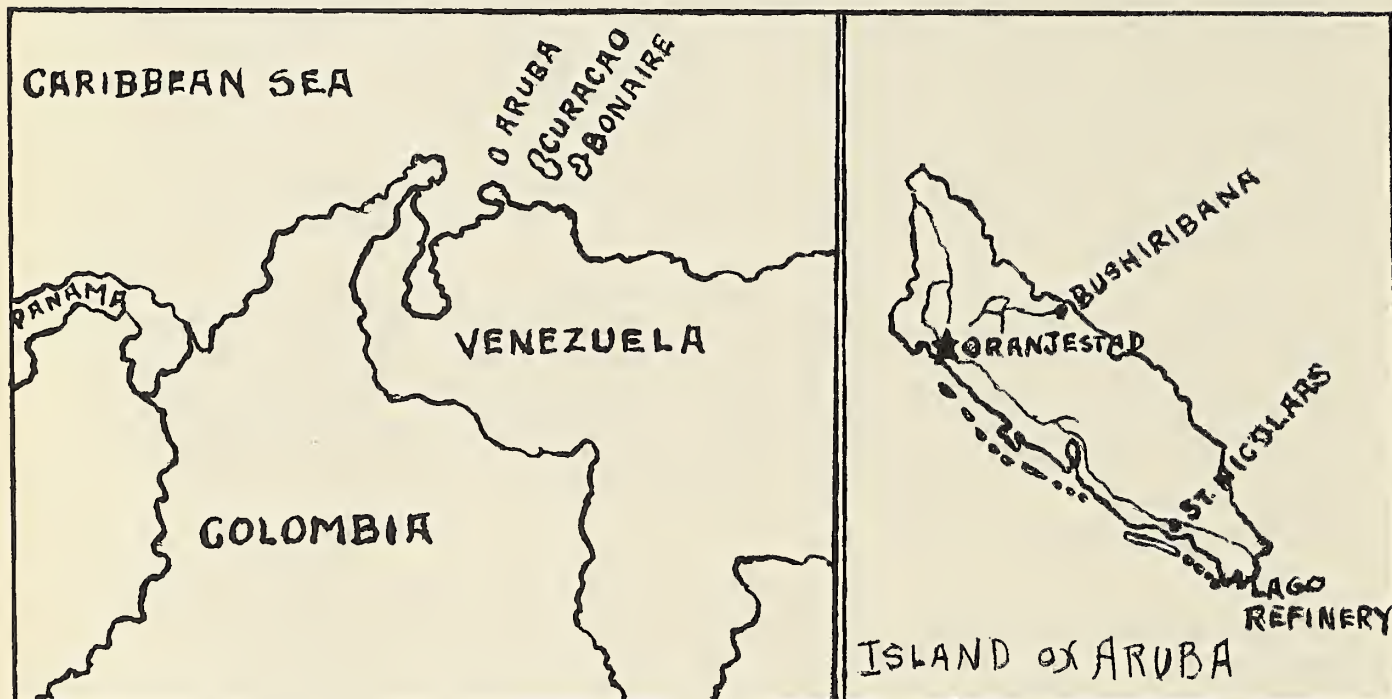 CARIBBEAN SEA
ARUBA
CURACAO
BONAIRE
PANAMA
VENEZUELA
COLOMBIA
BUSHIRIBANA
ORANJESTAD
ST. NICOLAAS
LAGO
REFINERY
ISLAND OF ARUBA